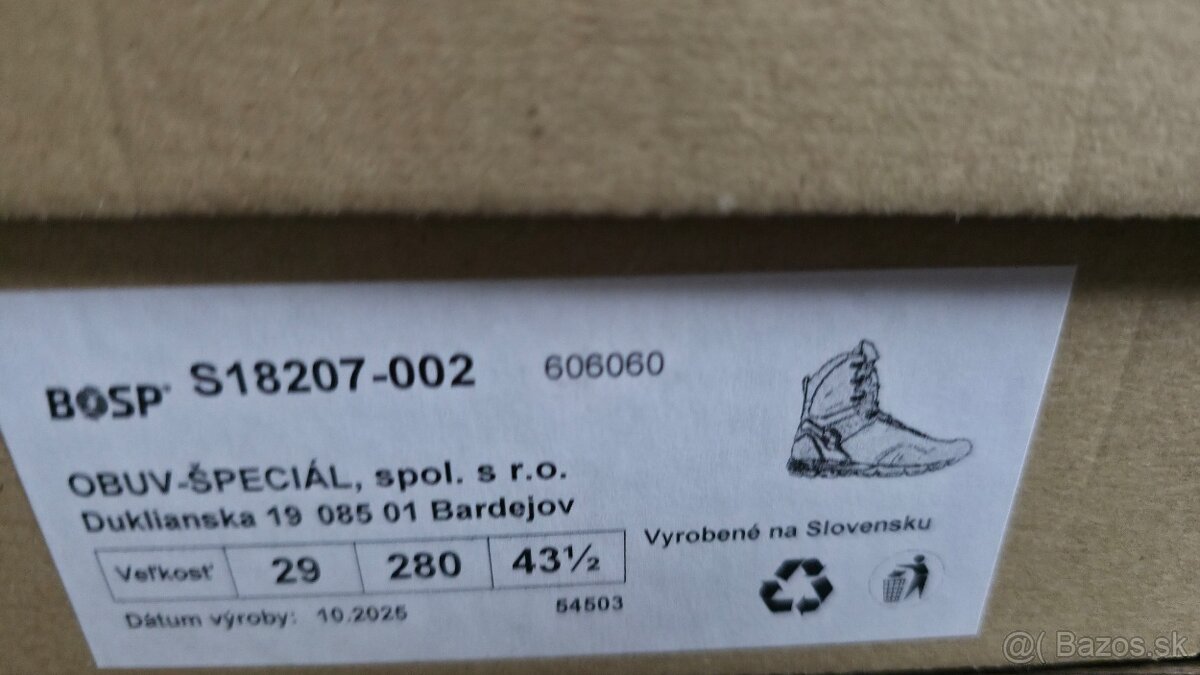 BOSP S18207-002 606060
OBUV-ŠPECIÁL, spol. s r.o.
Duklianska 19 085 01 Bardejov
Vyrobené na Slovensku
Veľkosť 29 280 43½
Dátum výroby: 10.2025 54503
@( Bazos.sk